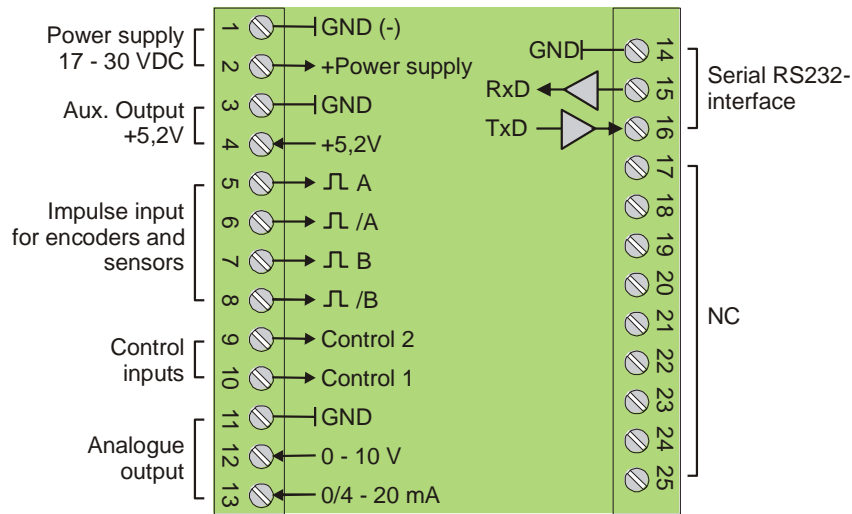 Power supply
17 - 30 VDC
1 GND (-)
2 +Power supply
Aux. Output
+5,2V
3 GND
4 +5,2V
Impulse input
for encoders and
sensors
5 A
6 /A
7 B
8 /B
Control
inputs
9 Control 2
10 Control 1
Analogue
output
11 GND
12 0 - 10 V
13 0/4 - 20 mA
GND 14
RxD 15
TxD 16
Serial RS232-
interface
17
18
19
20
21
22
23
24
25
NC